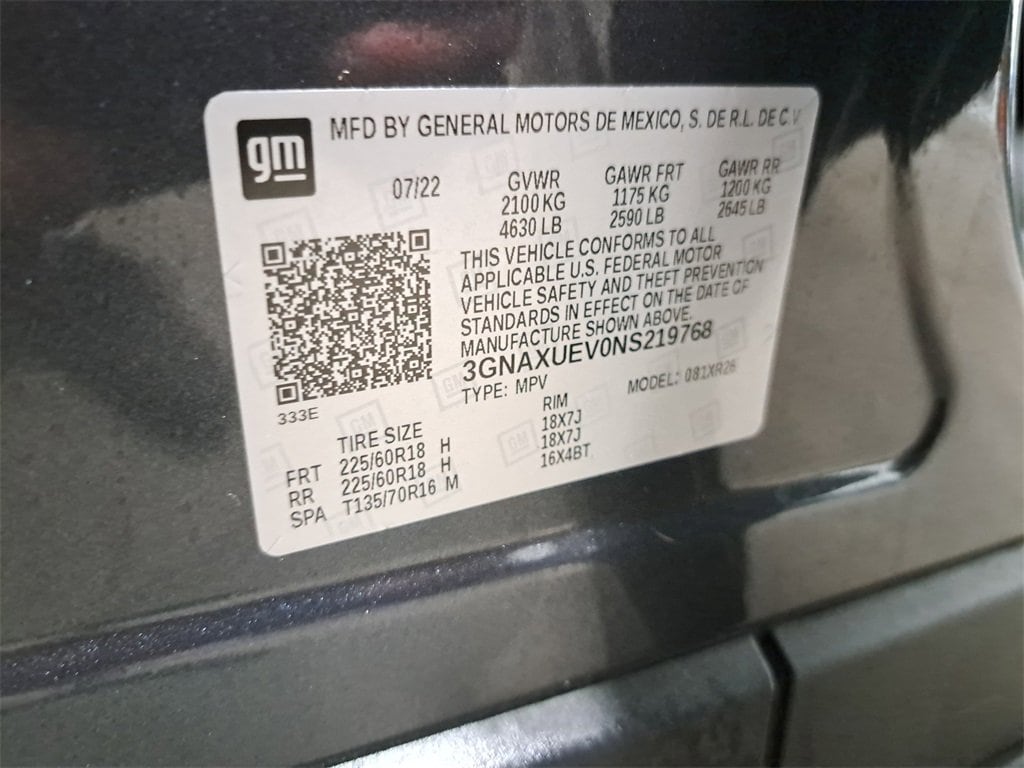 gm
MFD BY GENERAL MOTORS DE MEXICO, S. DE R.L. DE C.V
07/22 GVWR GAWR FRT GAWR RR
2100 KG 1175 KG 1200 KG
4630 LB 2590 LB 2645 LB
THIS VEHICLE CONFORMS TO ALL
APPLICABLE U.S. FEDERAL MOTOR
VEHICLE SAFETY AND THEFT PREVENTION
STANDARDS IN EFFECT ON THE DATE OF
MANUFACTURE SHOWN ABOVE.
3GNAXUEV0NS219768
TYPE: MPV MODEL: 081XR26
333E
TIRE SIZE RIM
FRT 225/60R18 H 18X7J
RR 225/60R18 H 18X7J
SPA T135/70R16 M 16X4BT